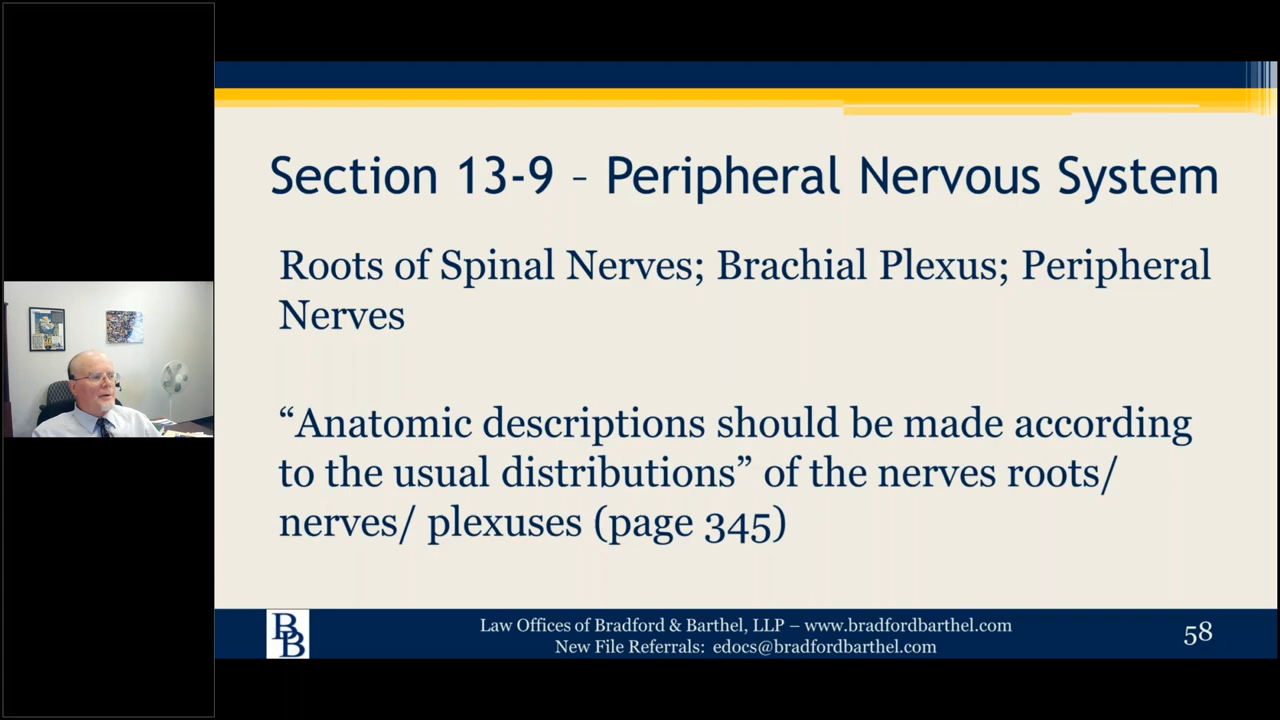 Section 13-9 – Peripheral Nervous System
Roots of Spinal Nerves; Brachial Plexus; Peripheral
Nerves
“Anatomic descriptions should be made according
to the usual distributions” of the nerves roots/
nerves/ plexuses (page 345)
BB
Law Offices of Bradford & Barthel, LLP – www.bradfordbarthel.com
New File Referrals:  edocs@bradfordbarthel.com
58